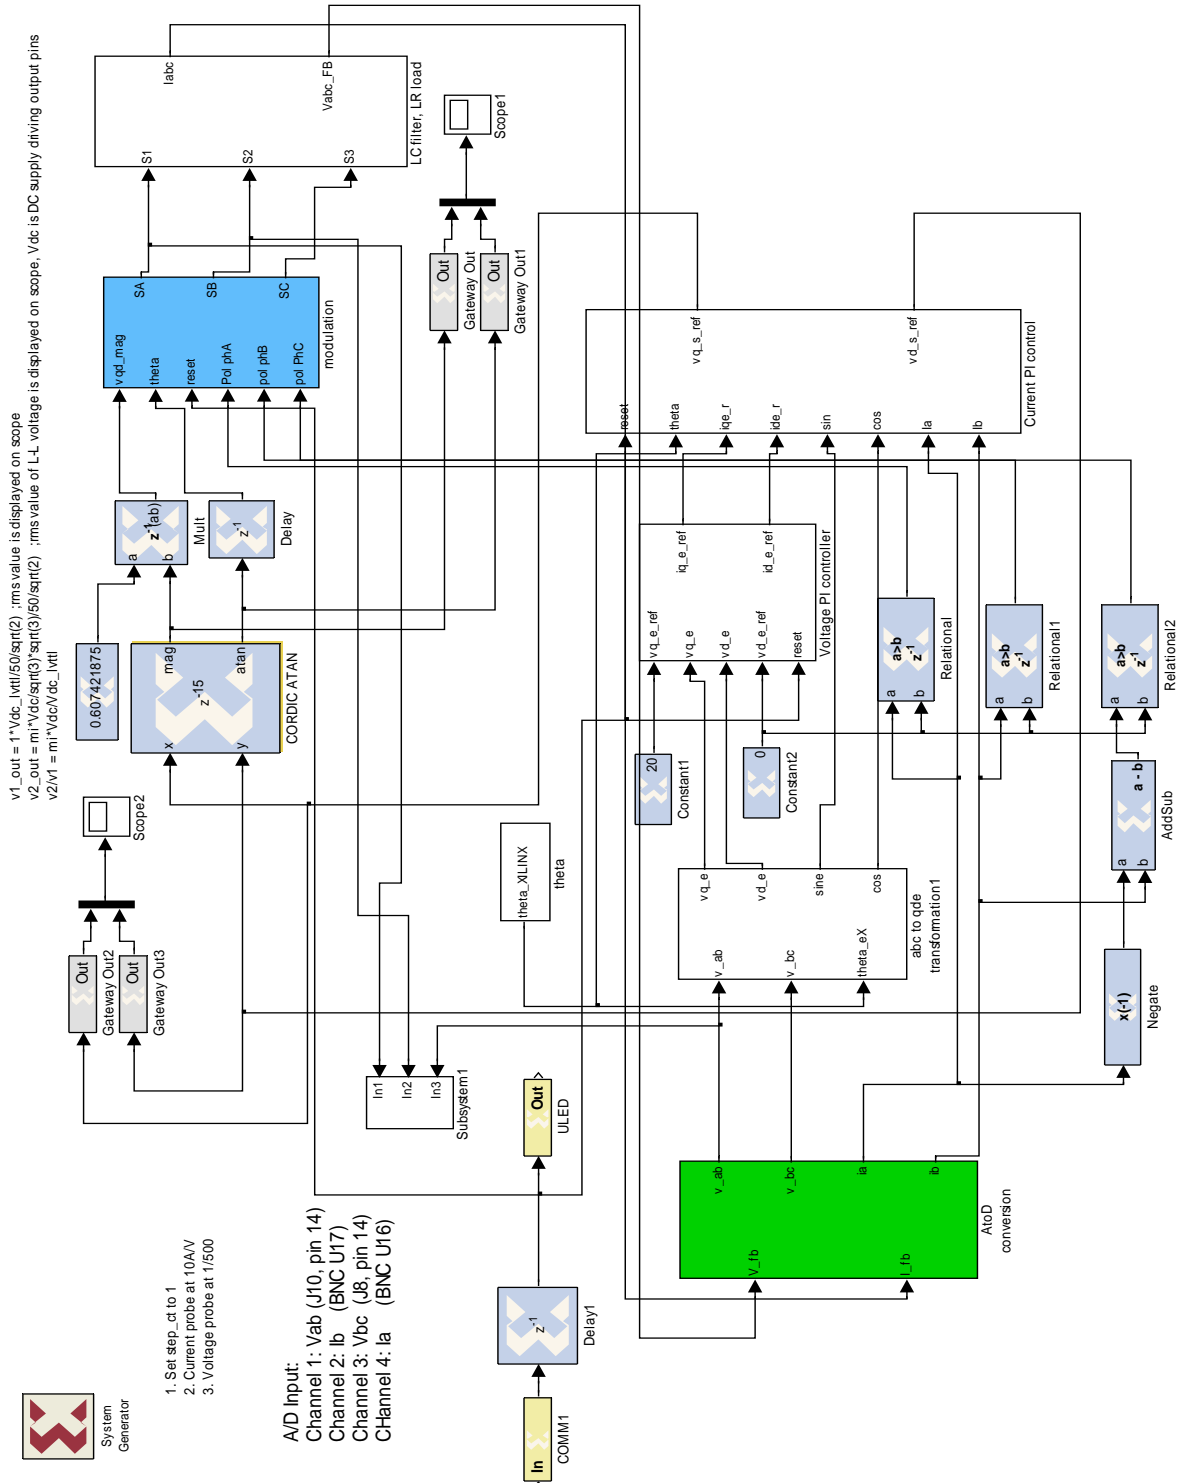 v1_out = 1*Vdc_lvttl/50/sqrt(2)  ;rms value is displayed on scope
v2_out = mi*Vdc/sqrt(3)*sqrt(3)/50/sqrt(2)  ;rms value of L-L voltage is displayed on scope, Vdc is DC supply driving output pins
v2/v1 = mi*Vdc/Vdc_lvttl
System
Generator
1. Set step_ct to 1
2. Current probe at 10A/V
3. Voltage probe at 1/500
A/D Input:
Channel 1: Vab (J10, pin 14)
Channel 2: Ib (BNC U17)
Channel 3: Vbc (J8, pin 14)
CHannel 4: Ia (BNC U16)
In
COMM1
z-1
Delay1
Out
ULED
In1
In2
In3
Subsystem1
Out
Gateway Out2
Out
Gateway Out3
Scope2
0.607421875
x
y
z-15
mag
atan
CORDIC ATAN
a
b
z-1(ab)
Mult
z-1
Delay
vqd_mag
theta
reset
Pol phA
pol phB
pol PhC
SA
SB
SC
modulation
S1
S2
S3
Iabc
Vabc_FB
LC filter, LR load
Out
Gateway Out
Out
Gateway Out1
Scope1
theta_XILINX
theta
V_fb
I_fb
v_ab
v_bc
ia
ib
AtoD
conversion
v_ab
v_bc
theta_eX
vq_e
vd_e
sine
cos
abc to qde
transformation1
20
Constant1
0
Constant2
vq_e_ref
vq_e
vd_e
vd_e_ref
reset
iq_e_ref
id_e_ref
Voltage PI controller
reset
theta
iqe_r
ide_r
sin
cos
Ia
Ib
vq_s_ref
vd_s_ref
Current PI control
x(-1)
Negate
a
b
a - b
AddSub
a
b
a>b
z-1
Relational
a
b
a>b
z-1
Relational1
a
b
a>b
z-1
Relational2